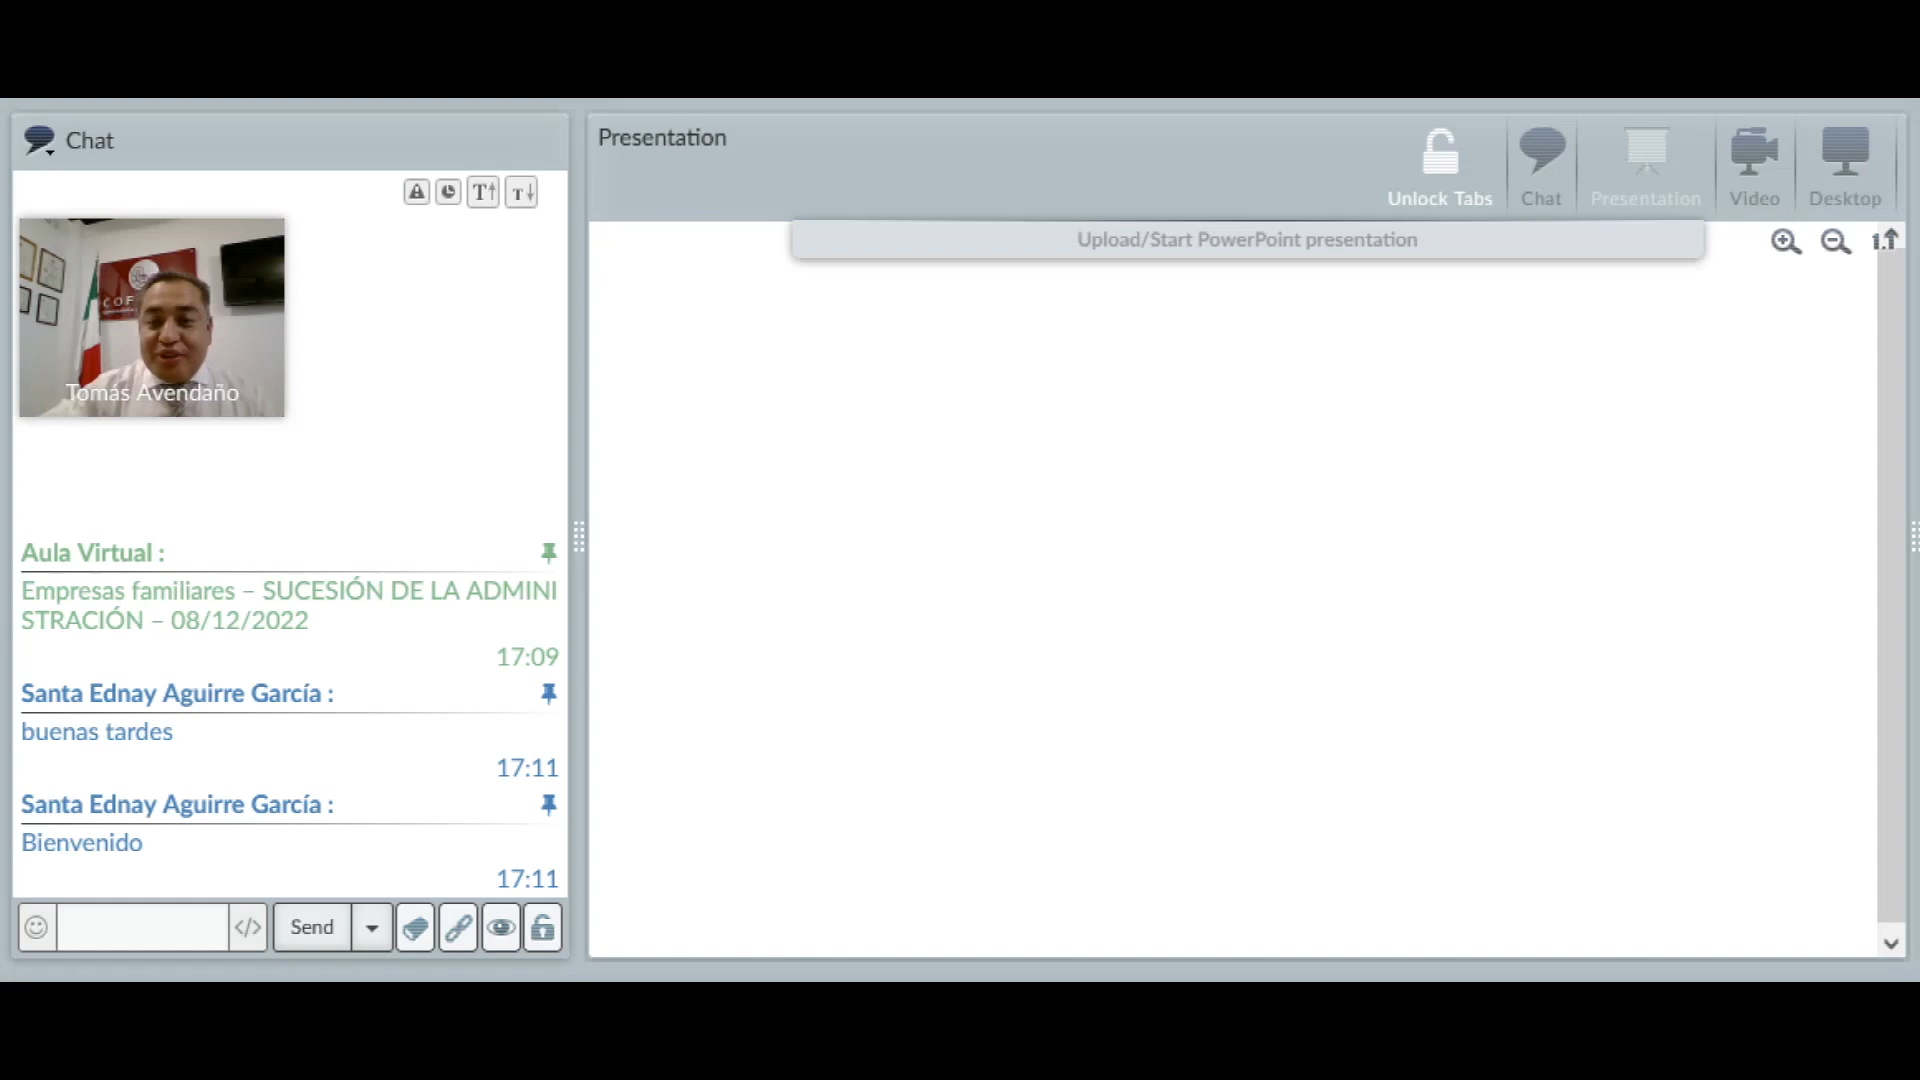 Chat
COF
Tomás Avendaño
Aula Virtual :
Empresas familiares – SUCESIÓN DE LA ADMINI
STRACIÓN – 08/12/2022
17:09
Santa Ednay Aguirre García :
buenas tardes
17:11
Santa Ednay Aguirre García :
Bienvenido
17:11
Send
Presentation
Unlock Tabs
Chat
Presentation
Video
Desktop
Upload/Start PowerPoint presentation